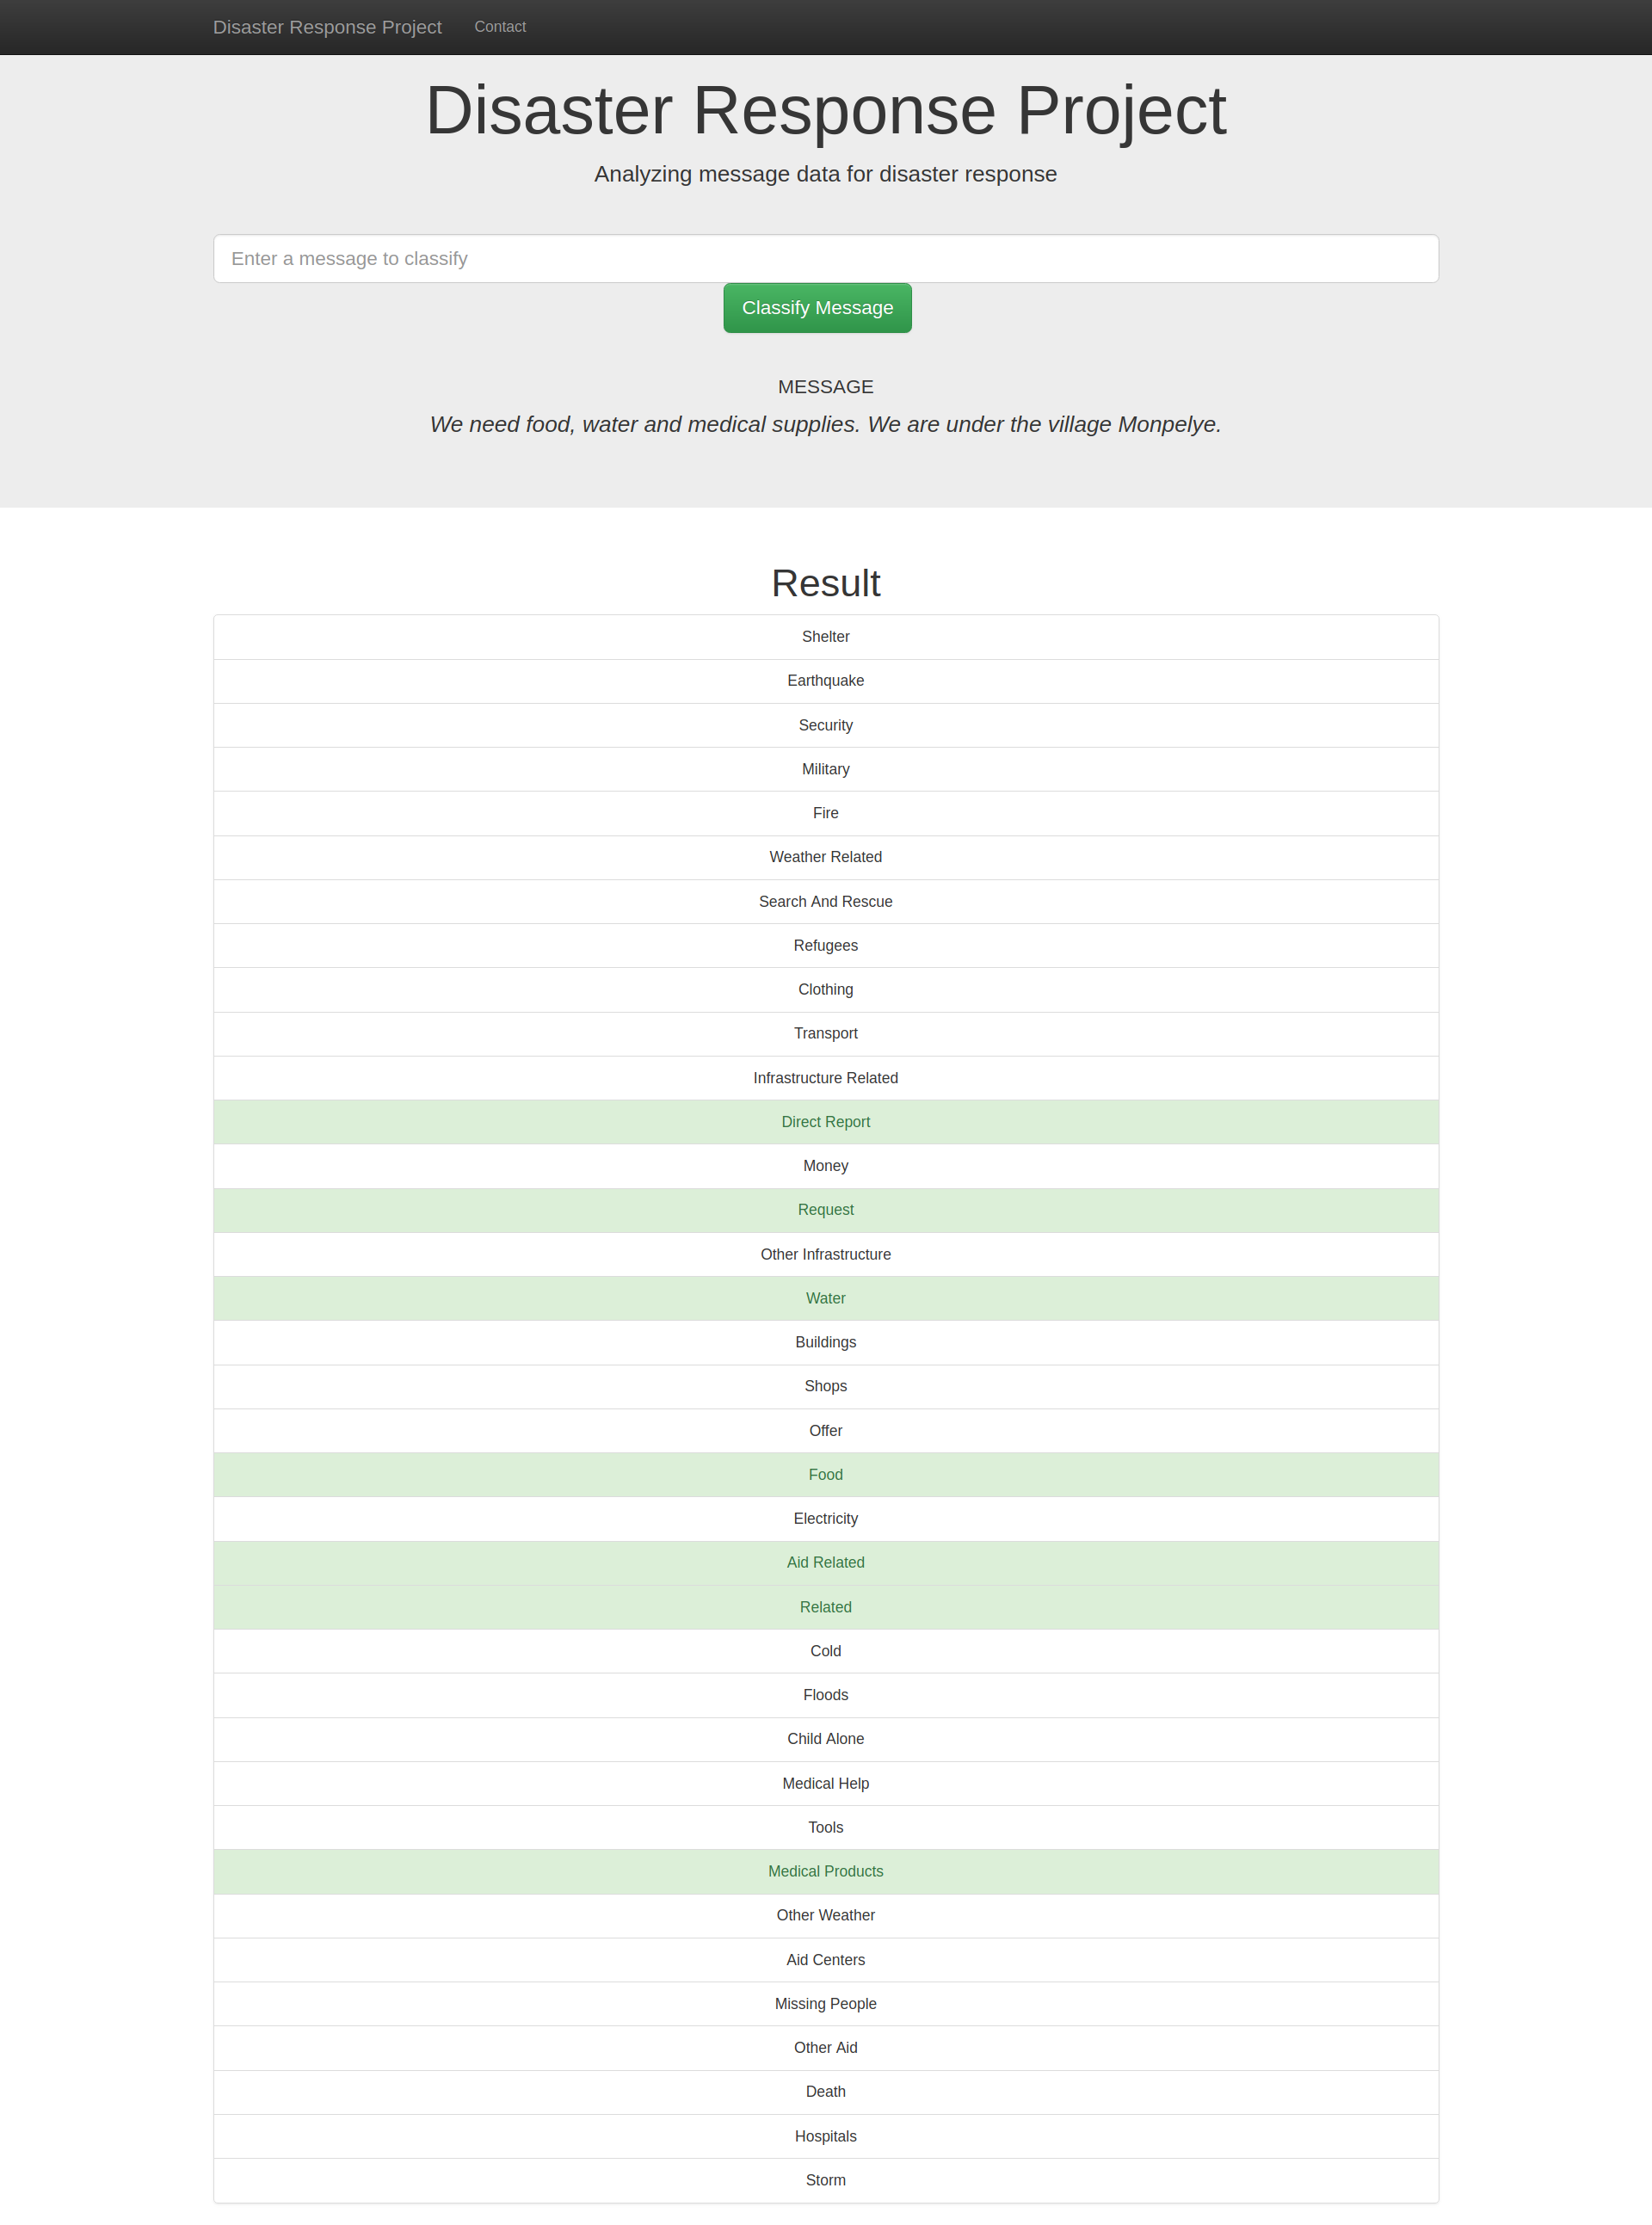 Disaster Response Project Contact
Disaster Response Project
Analyzing message data for disaster response
Enter a message to classify
Classify Message
MESSAGE
We need food, water and medical supplies. We are under the village Monpelye.
Result
Shelter
Earthquake
Security
Military
Fire
Weather Related
Search And Rescue
Refugees
Clothing
Transport
Infrastructure Related
Direct Report
Money
Request
Other Infrastructure
Water
Buildings
Shops
Offer
Food
Electricity
Aid Related
Related
Cold
Floods
Child Alone
Medical Help
Tools
Medical Products
Other Weather
Aid Centers
Missing People
Other Aid
Death
Hospitals
Storm